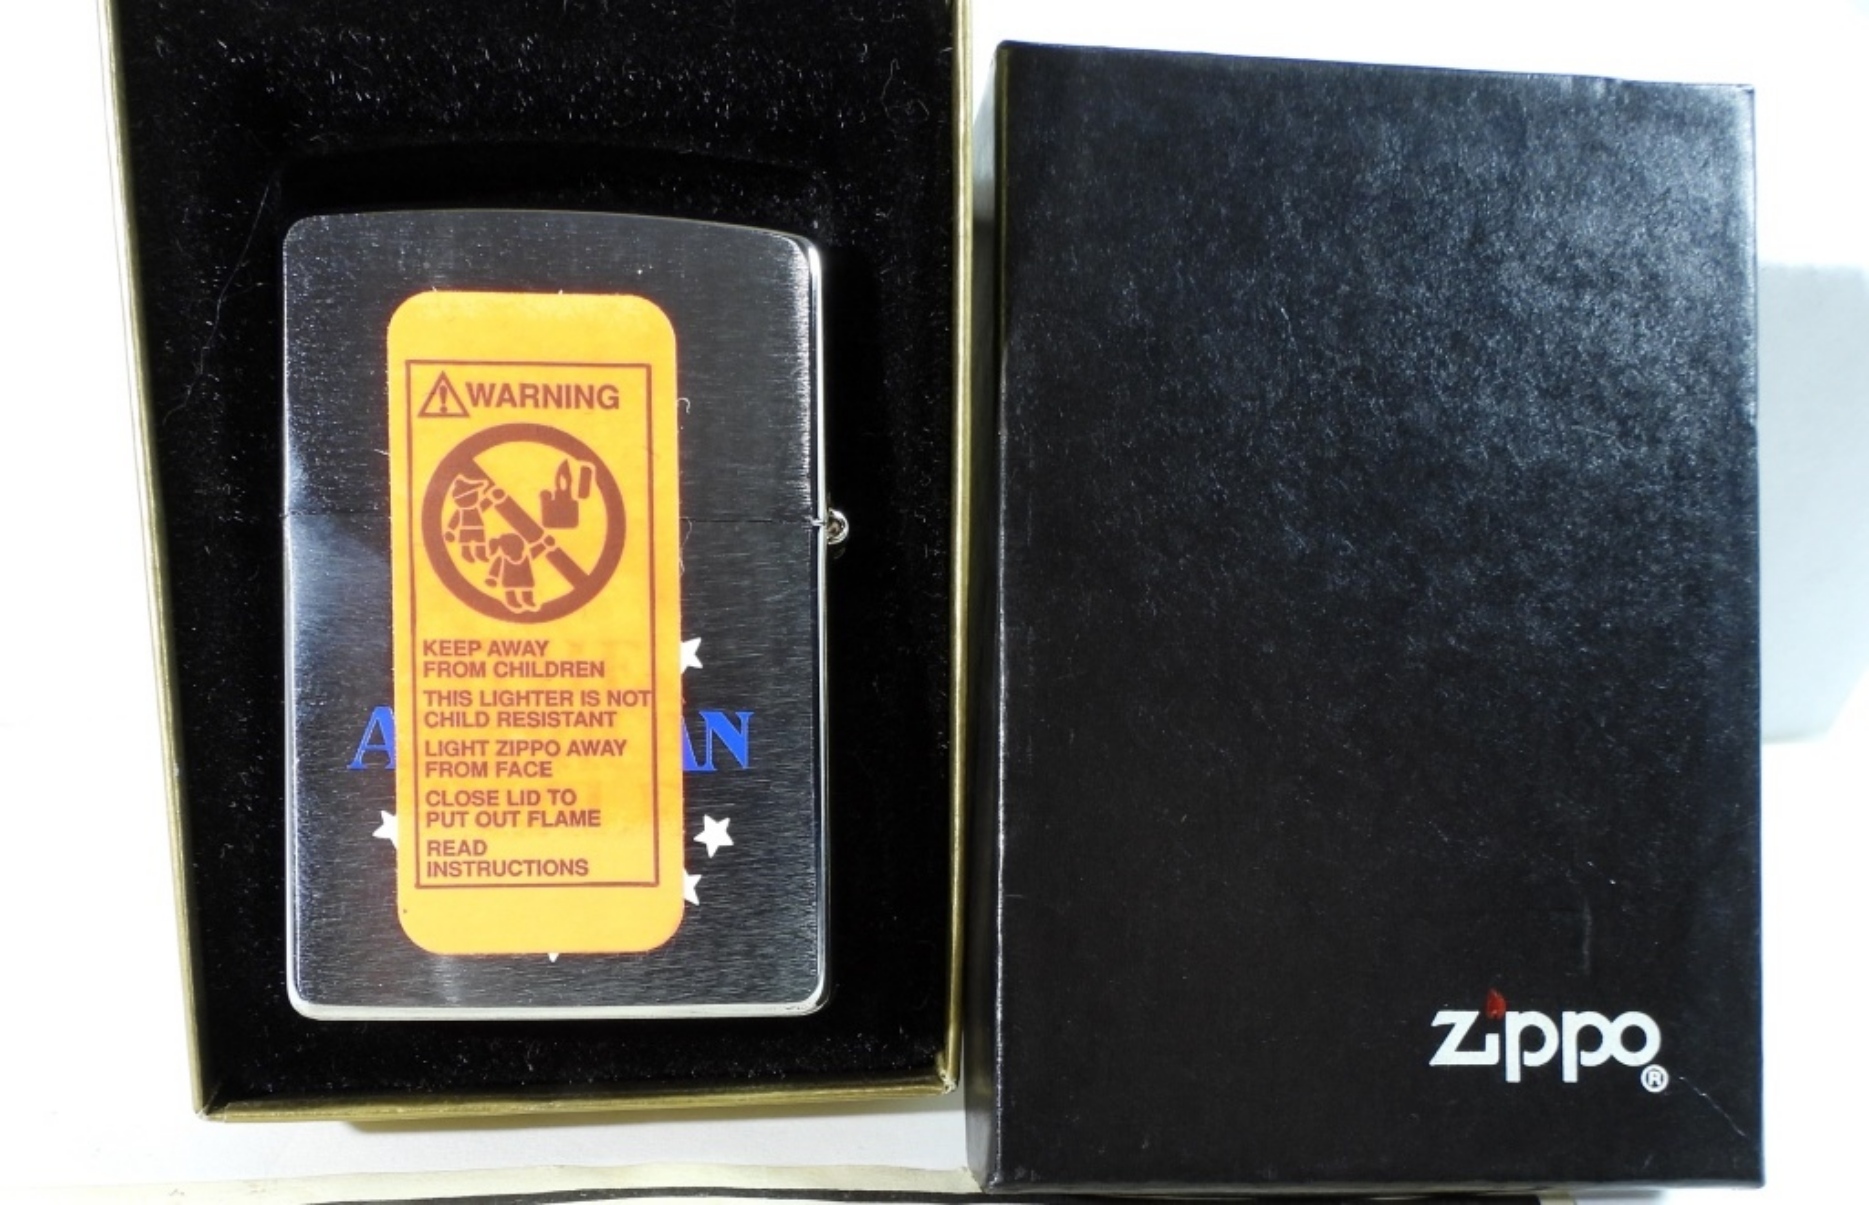 WARNING
KEEP AWAY
FROM CHILDREN
THIS LIGHTER IS NOT
CHILD RESISTANT
LIGHT ZIPPO AWAY
FROM FACE
CLOSE LID TO
PUT OUT FLAME
READ
INSTRUCTIONS
zippo®